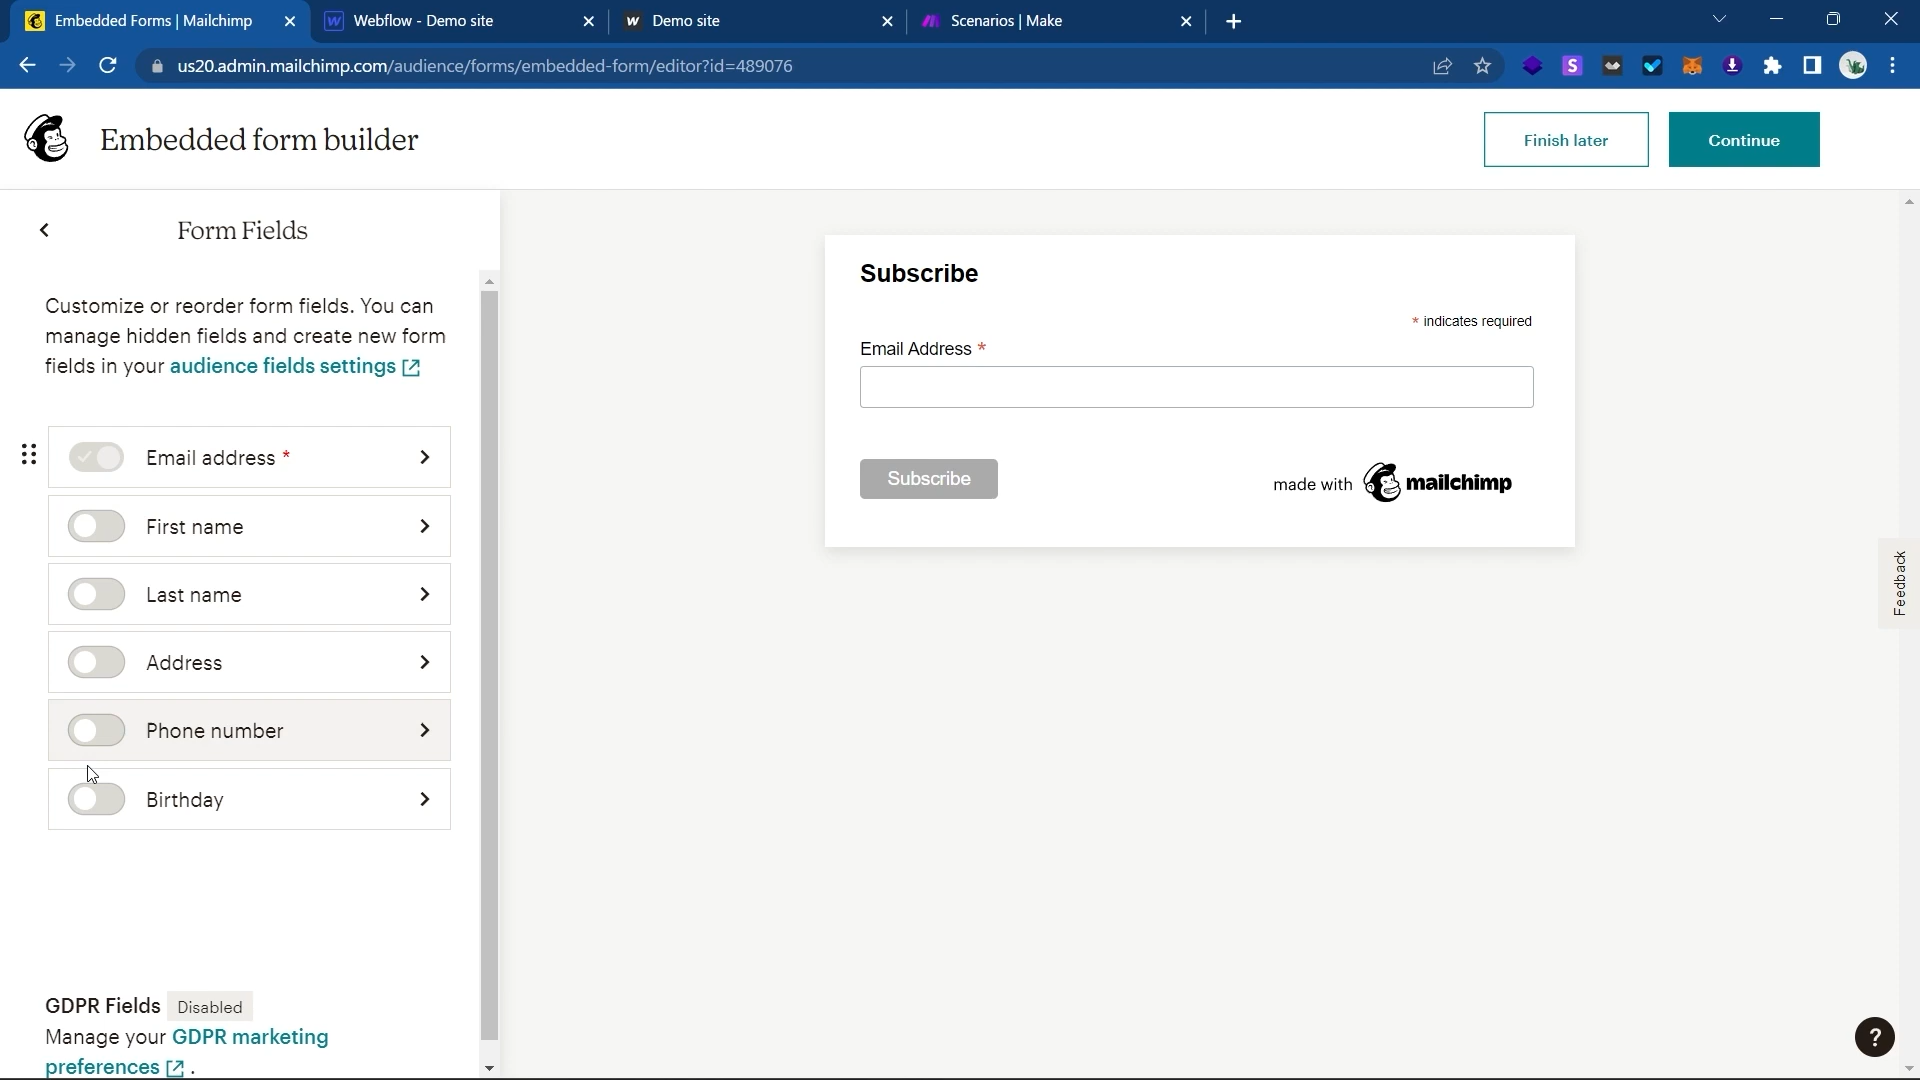 Embedded Forms | Mailchimp
Webflow - Demo site
Demo site
Scenarios | Make
us20.admin.mailchimp.com/audience/forms/embedded-form/editor?id=489076
Embedded form builder
Finish later
Continue
Form Fields
Customize or reorder form fields. You can
manage hidden fields and create new form
fields in your audience fields settings
Email address *
First name
Last name
Address
Phone number
Birthday
GDPR Fields Disabled
Manage your GDPR marketing
preferences .
Subscribe
* indicates required
Email Address *
Subscribe
made with mailchimp
Feedback
?